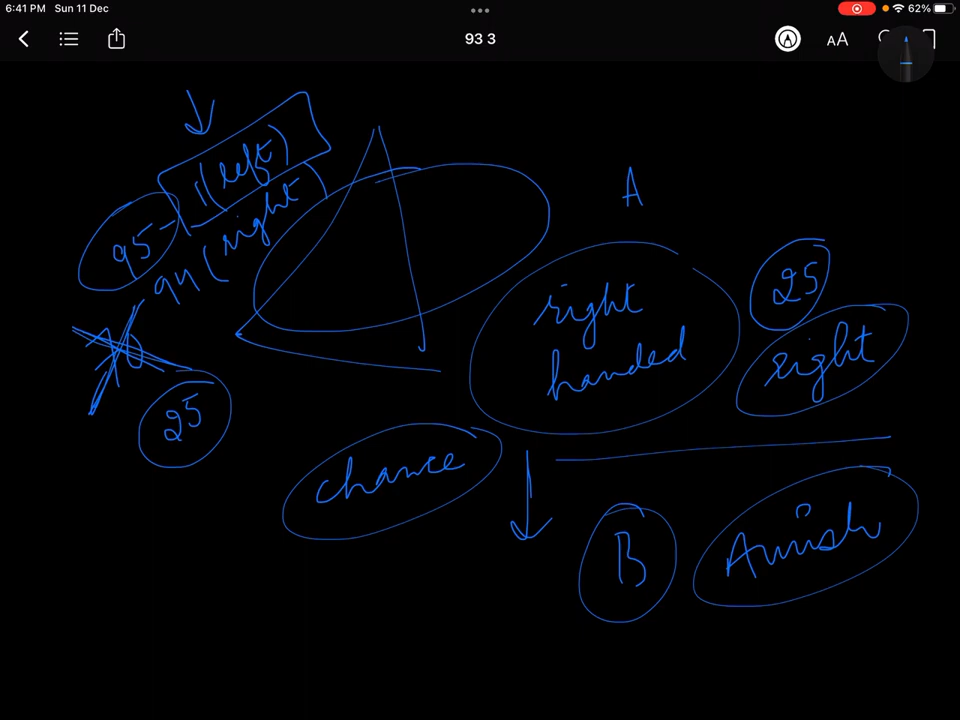 6:41 PM Sun 11 Dec
62%
93 3
AA
(left)
95 -
94 (right)
25
A
right
handed
25
right
chance
B
Anish